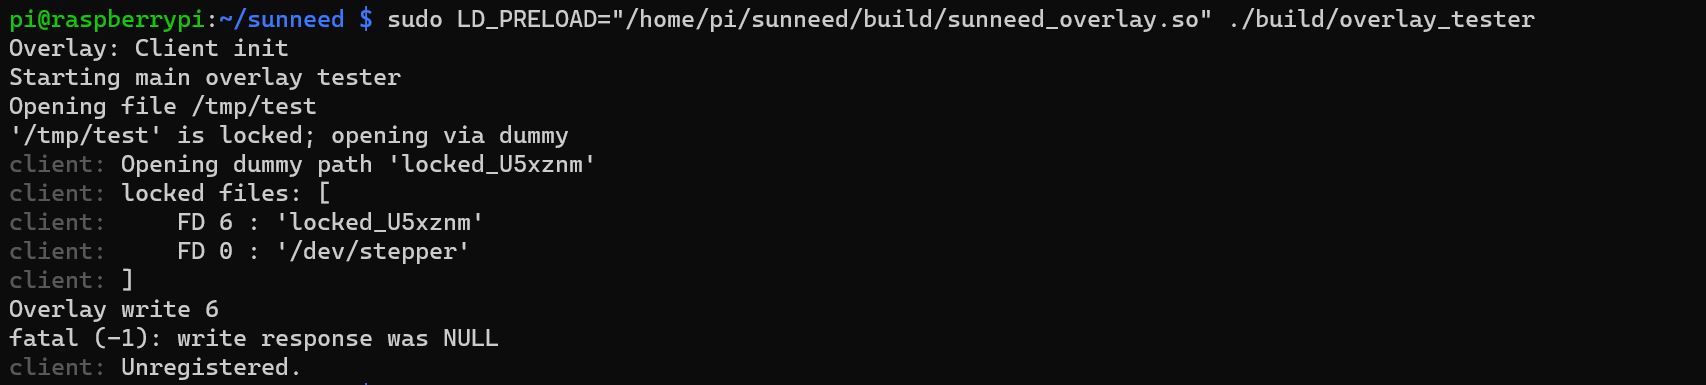 pi@raspberrypi:~/sunneed $ sudo LD_PRELOAD="/home/pi/sunneed/build/sunneed_overlay.so" ./build/overlay_tester
Overlay: Client init
Starting main overlay tester
Opening file /tmp/test
'/tmp/test' is locked; opening via dummy
client: Opening dummy path 'locked_U5xznm'
client: locked files: [
client:     FD 6 : 'locked_U5xznm'
client:     FD 0 : '/dev/stepper'
client: ]
Overlay write 6
fatal (-1): write response was NULL
client: Unregistered.